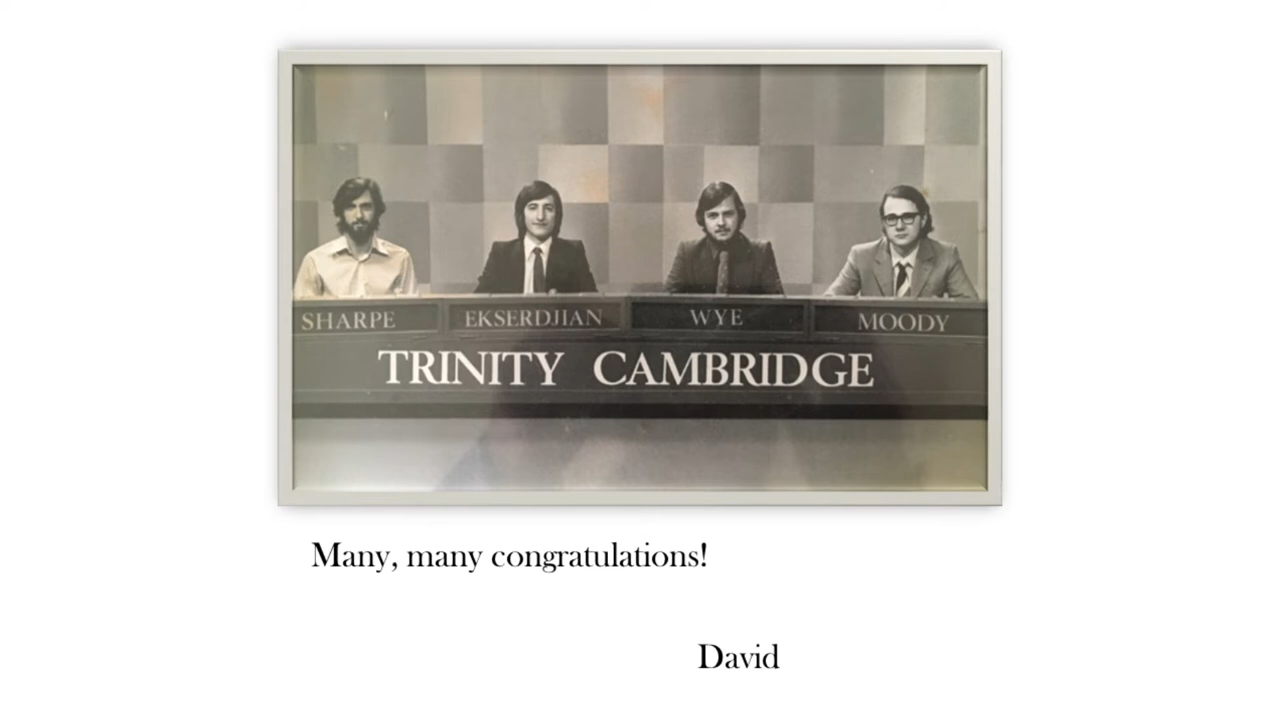 SHARPE EKSERDJIAN WYE MOODY
TRINITY CAMBRIDGE
Many, many congratulations!
David